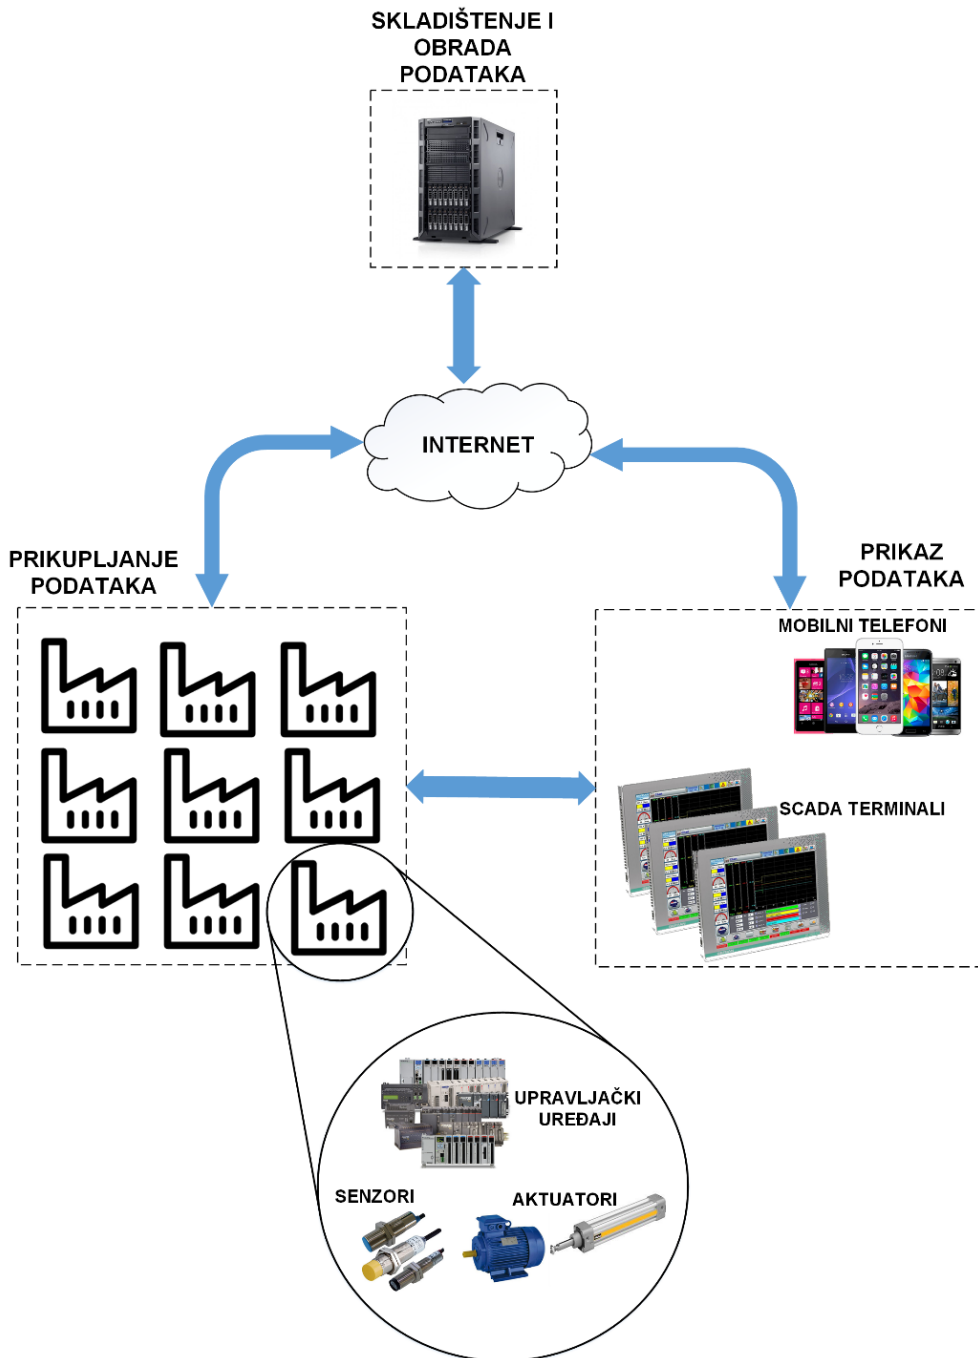 SKLADIŠTENJE I
OBRADA
PODATAKA
INTERNET
PRIKUPLJANJE
PODATAKA
PRIKAZ
PODATAKA
MOBILNI TELEFONI
SCADA TERMINALI
UPRAVLJAČKI
UREĐAJI
SENZORI
AKTUATORI